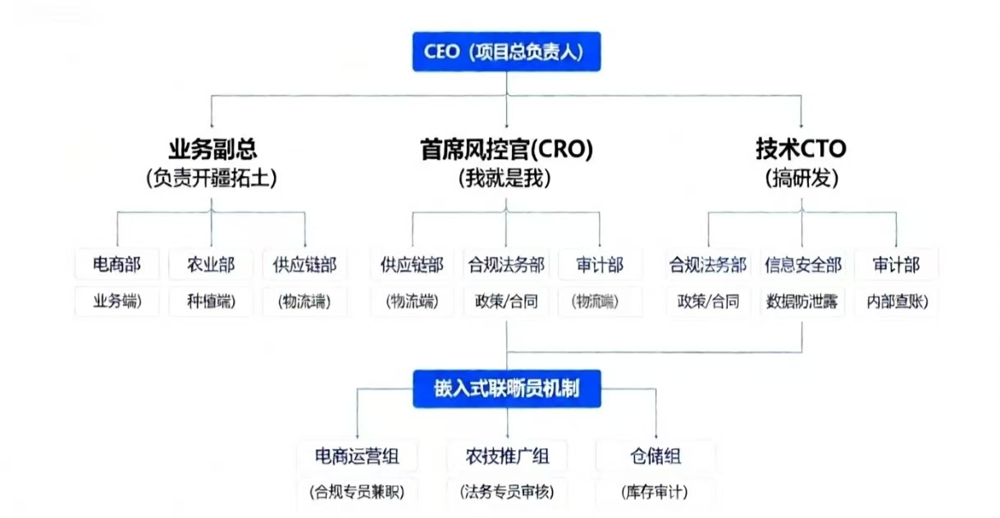 CEO（项目总负责人）
业务副总
（负责开疆拓土）
首席风控官(CRO)
（我就是我）
技术CTO
（搞研发）
电商部
农业部
供应链部
供应链部
合规法务部
审计部
合规法务部
信息安全部
审计部
业务端)
种植端)
(物流端)
(物流端)
政策/合同
(物流端)
政策/合同
数据防泄露
内部查账)
嵌入式联晰员机制
电商运营组
农技推广组
仓储组
(合规专员兼职)
(法务专员审核)
(库存审计)